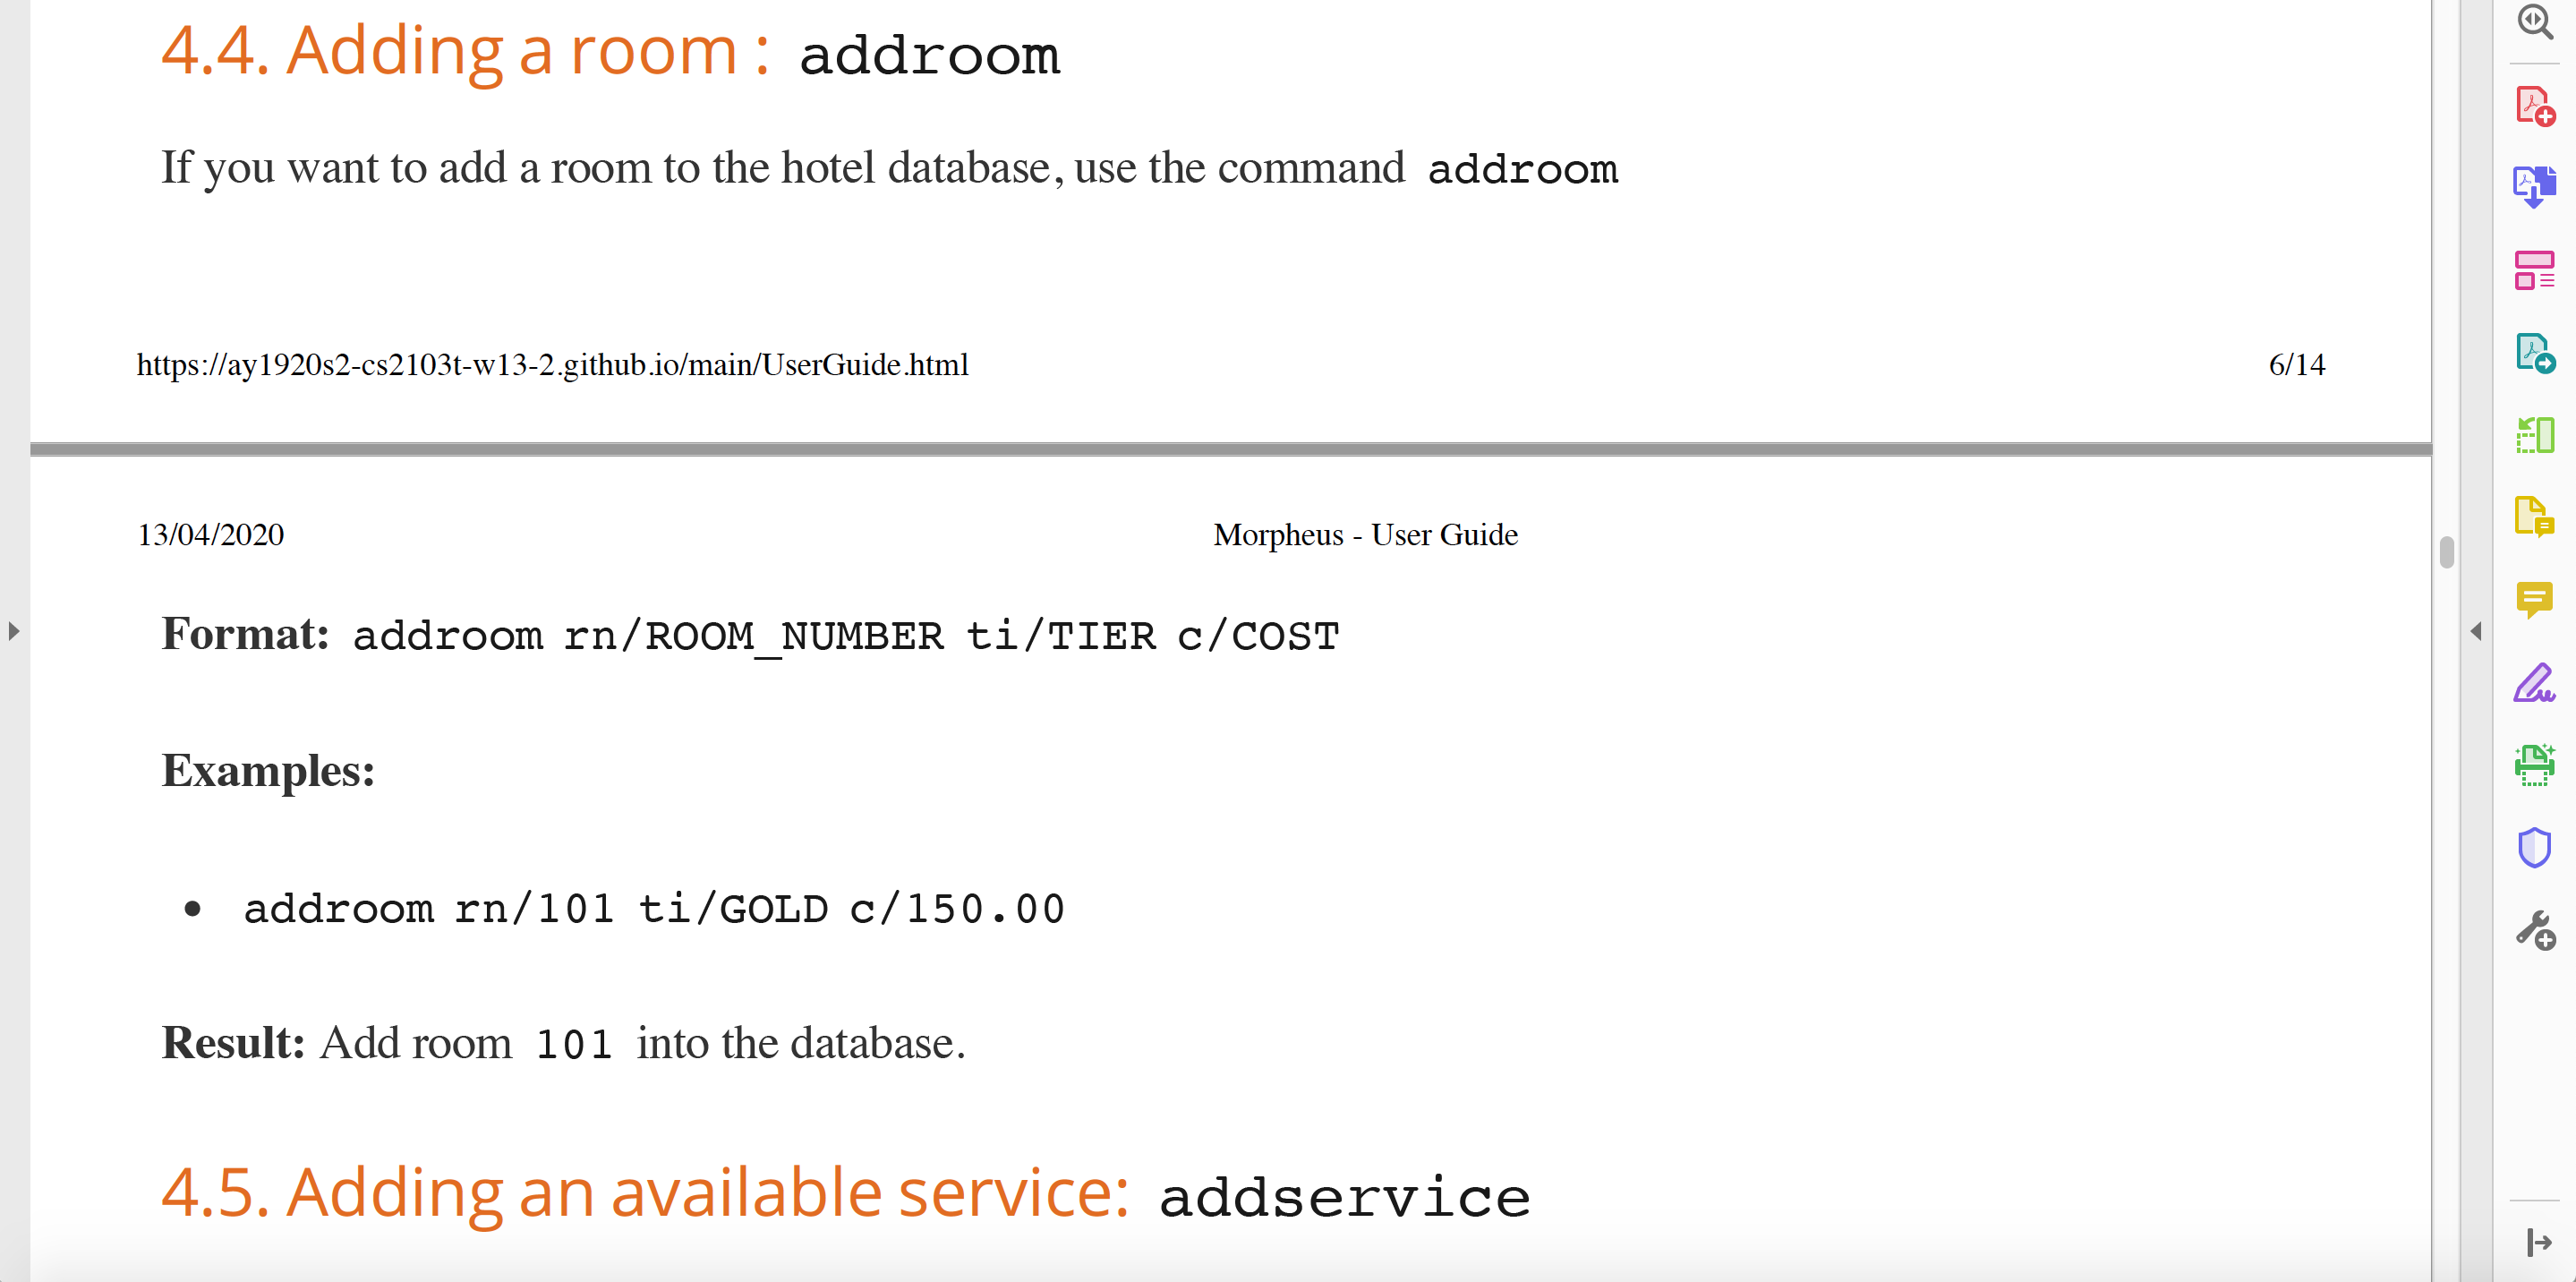 4.4. Adding a room : addroom
If you want to add a room to the hotel database, use the command addroom
https://ay1920s2-cs2103t-w13-2.github.io/main/UserGuide.html 6/14
13/04/2020 Morpheus - User Guide
Format: addroom rn/ROOM_NUMBER ti/TIER c/COST
Examples:
• addroom rn/101 ti/GOLD c/150.00
Result: Add room 101 into the database.
4.5. Adding an available service: addservice